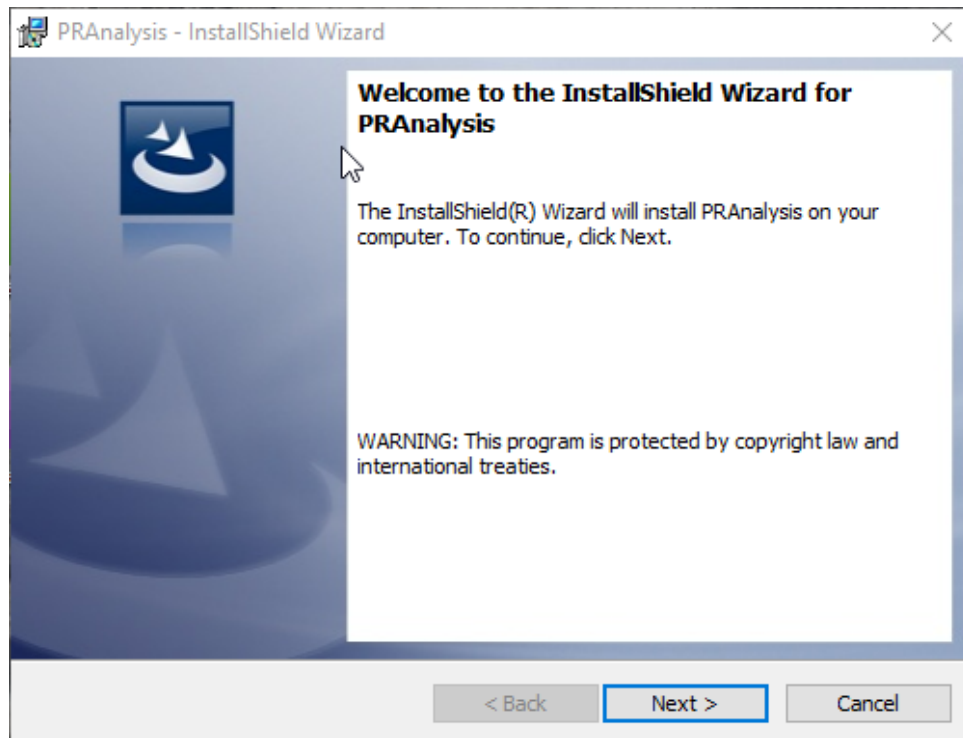 PRAnalysis - InstallShield Wizard
Welcome to the InstallShield Wizard for
PRAnalysis
The InstallShield(R) Wizard will install PRAnalysis on your
computer. To continue, click Next.
WARNING: This program is protected by copyright law and
international treaties.
< Back Next > Cancel